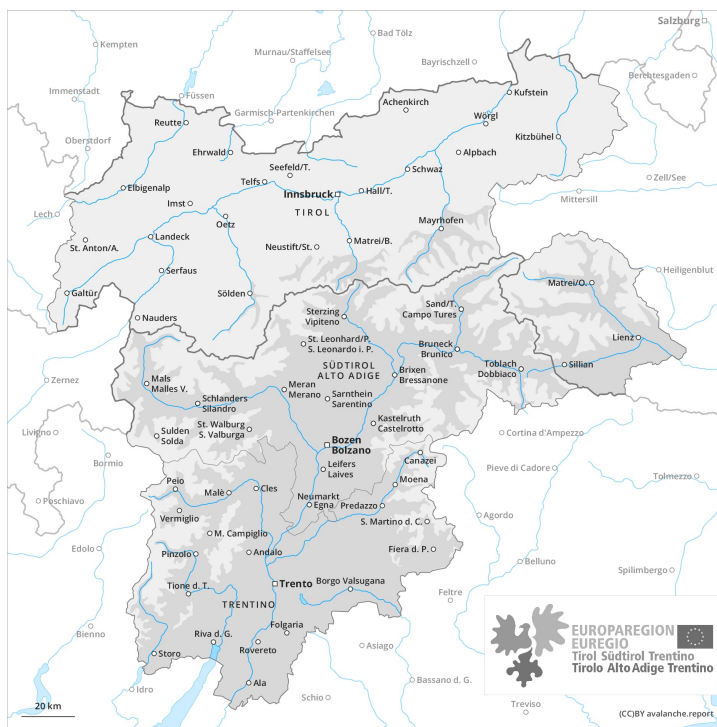 Salzburg
Kempten
Bad Tölz
Murnau/Staffelsee
Bayrischzell
Berchtesgaden
Immenstadt
Füssen
Kufstein
Achenkirch
Garmisch-Partenkirchen
Wörgl
Reutte
Kitzbühel
Oberstdorf
Ehrwald
Alpbach
Seefeld/T.
Schwaz
Zell/See
Telfs
Elbigenalp
Innsbruck
Hall/T.
Mittersill
Imst
TIROL
Lech
Oetz
Mayrhofen
Landeck
St. Anton/A.
Neustift/St.
Matrei/B.
Serfaus
Heiligenblut
Matrei/O.
Galtür
Sölden
Sand/T.
Campo Tures
Nauders
Sterzing
Vipiteno
Lienz
St. Leonhard/P.
S. Leonardo i. P.
Bruneck
Brunico
Toblach
Dobbiaco
Sillian
SÜDTIROL
ALTO ADIGE
Brixen
Bressanone
Zernez
Mals
Malles V.
Meran
Merano
Sarnthein
Sarentino
Schlanders
Silandro
Kastelruth
Castelrotto
St. Walburg
S. Valburga
Sulden
Solda
Livigno
Cortina d'Ampezzo
Bozen
Bolzano
Bormio
Canazei
Leifers
Laives
Pieve di Cadore
Tolmezzo
Peio
Malè
Cles
Moena
Poschiavo
Neumarkt
Egna
Predazzo
Vermiglio
S. Martino d. C.
Agordo
M. Campiglio
Edolo
Pinzolo
Andalo
Fiera d. P.
Belluno
Spilimbergo
Tione d. T.
Trento
Borgo Valsugana
Feltre
TRENTINO
Folgaria
Bienno
Riva d. G.
Rovereto
Asiago
Storo
Ala
Bassano d. G.
Idro
Schio
Treviso
EUROPAREGION
EUREGIO
Tirol Südtirol Trentino
Tirolo Alto Adige Trentino
20 km
(CC)BY avalanche.report